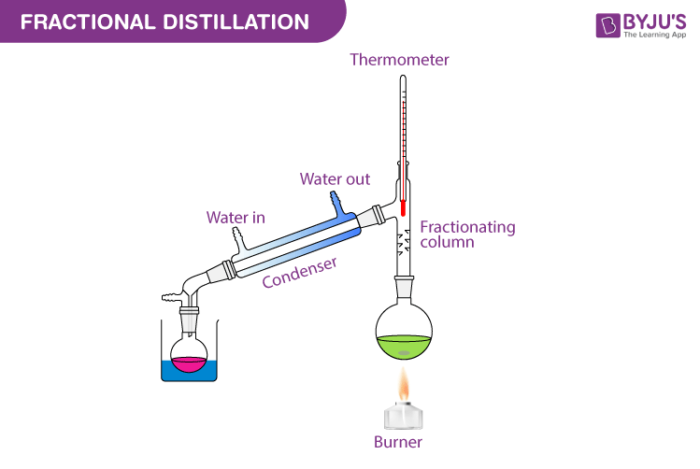 FRACTIONAL DISTILLATION
BYJU'S
The Learning App
Thermometer
Water out
Water in
Fractionating
column
Condenser
Burner